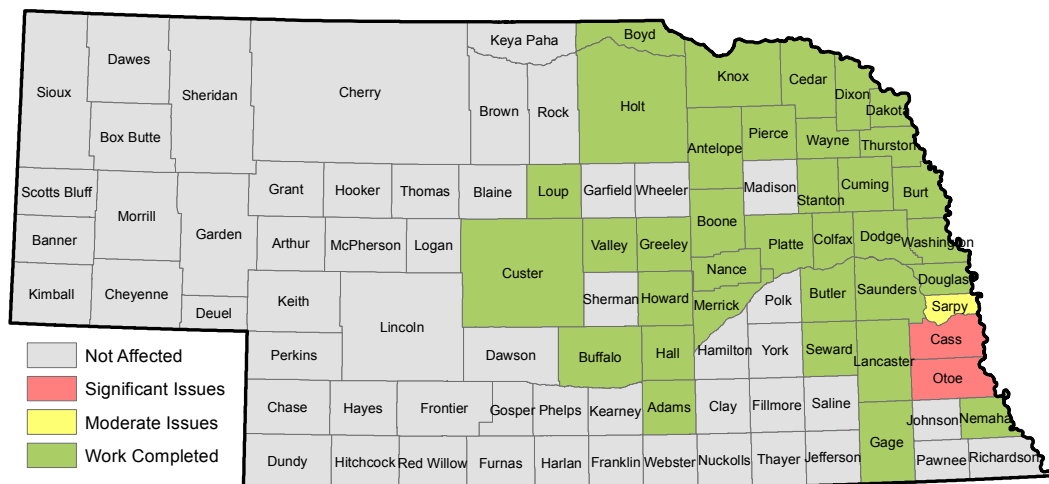 Keya Paha
Boyd
Dawes
Sioux
Sheridan
Cherry
Knox
Cedar
Dixon
Dakota
Box Butte
Brown
Rock
Holt
Antelope
Pierce
Wayne
Thurston
Scotts Bluff
Morrill
Grant
Hooker
Thomas
Blaine
Loup
Garfield
Wheeler
Madison
Stanton
Cuming
Burt
Banner
Garden
Arthur
McPherson
Logan
Custer
Valley
Greeley
Boone
Platte
Colfax
Dodge
Washington
Kimball
Cheyenne
Deuel
Keith
Lincoln
Sherman
Howard
Nance
Merrick
Polk
Butler
Saunders
Douglas
Sarpy
Perkins
Dawson
Buffalo
Hall
Hamilton
York
Seward
Lancaster
Cass
Otoe
Chase
Hayes
Frontier
Gosper
Phelps
Kearney
Adams
Clay
Fillmore
Saline
Gage
Johnson
Nemaha
Dundy
Hitchcock
Red Willow
Furnas
Harlan
Franklin
Webster
Nuckolls
Thayer
Jefferson
Pawnee
Richardson
Not Affected
Significant Issues
Moderate Issues
Work Completed